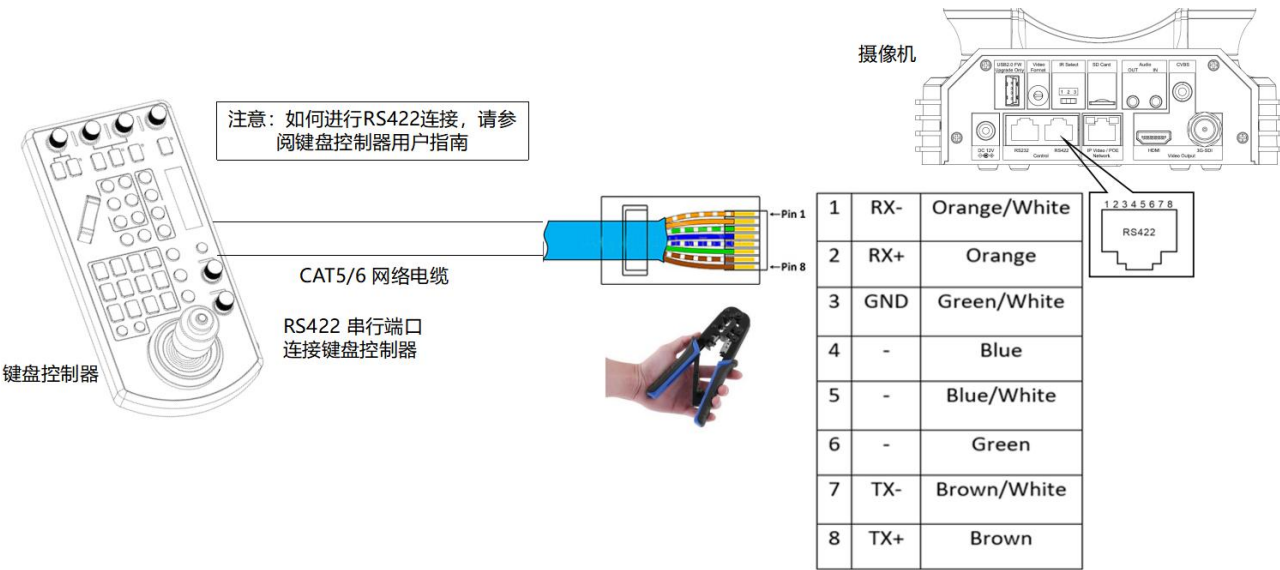 摄像机
USB2.0 FW
Upgrade Only
Video
Format
IR Select
1 2 3
SD Card
Audio
OUT IN
CVBS
DC 12V
RS232
RS422
Control
IP Video / POE
Network
HDMI
3G-SDI
Video Output
注意：如何进行RS422连接，请参
阅键盘控制器用户指南
Pin 1
Pin 8
CAT5/6 网络电缆
RS422 串行端口
连接键盘控制器
键盘控制器
1 RX- Orange/White
2 RX+ Orange
3 GND Green/White
4 - Blue
5 - Blue/White
6 - Green
7 TX- Brown/White
8 TX+ Brown
1 2 3 4 5 6 7 8
RS422